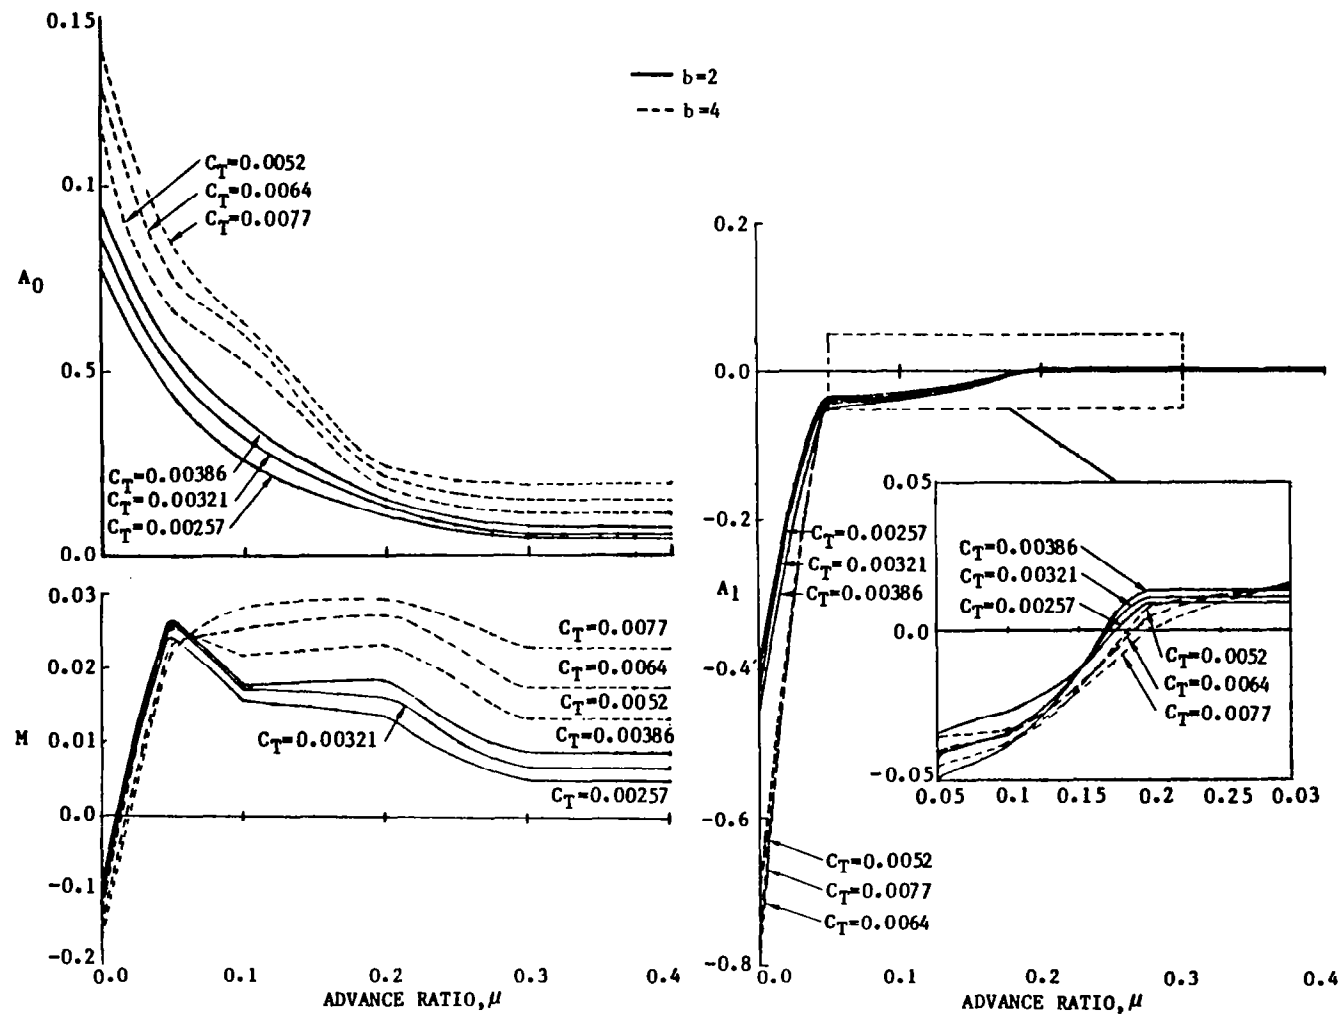 0.15
b=2
b=4
C_T=0.0052
C_T=0.0064
C_T=0.0077
0.1
A_0
0.5
C_T=0.00386
C_T=0.00321
C_T=0.00257
0.0
0.03
0.02
M
0.01
0.0
-0.1
-0.2
C_T=0.0077
C_T=0.0064
C_T=0.0052
C_T=0.00386
C_T=0.00321
C_T=0.00257
0.0 0.1 0.2 0.3 0.4
ADVANCE RATIO, μ
0.2
0.0
-0.2
A_1
-0.4
-0.6
-0.8
C_T=0.00257
C_T=0.00321
C_T=0.00386
C_T=0.0052
C_T=0.0077
C_T=0.0064
0.05
C_T=0.00386
C_T=0.00321
C_T=0.00257
0.0
C_T=0.0052
C_T=0.0064
C_T=0.0077
-0.05
0.05 0.1 0.15 0.2 0.25 0.03
0.0 0.1 0.2 0.3 0.4
ADVANCE RATIO, μ